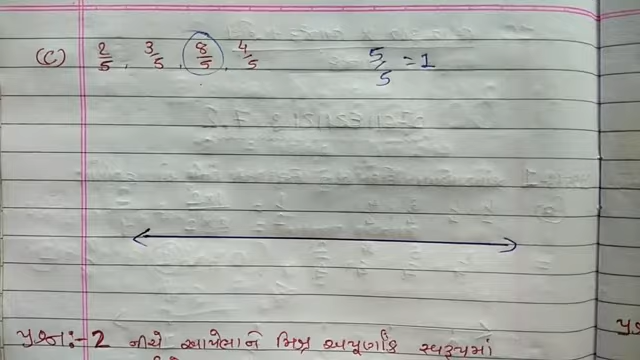 (C) 2/5, 3/5, 8/5, 4/5 5/5 = 1
પ્રશ્ન:-2 નીચે આપેલાને મિશ્ર અપૂર્ણાંક સ્વરૂપમાં